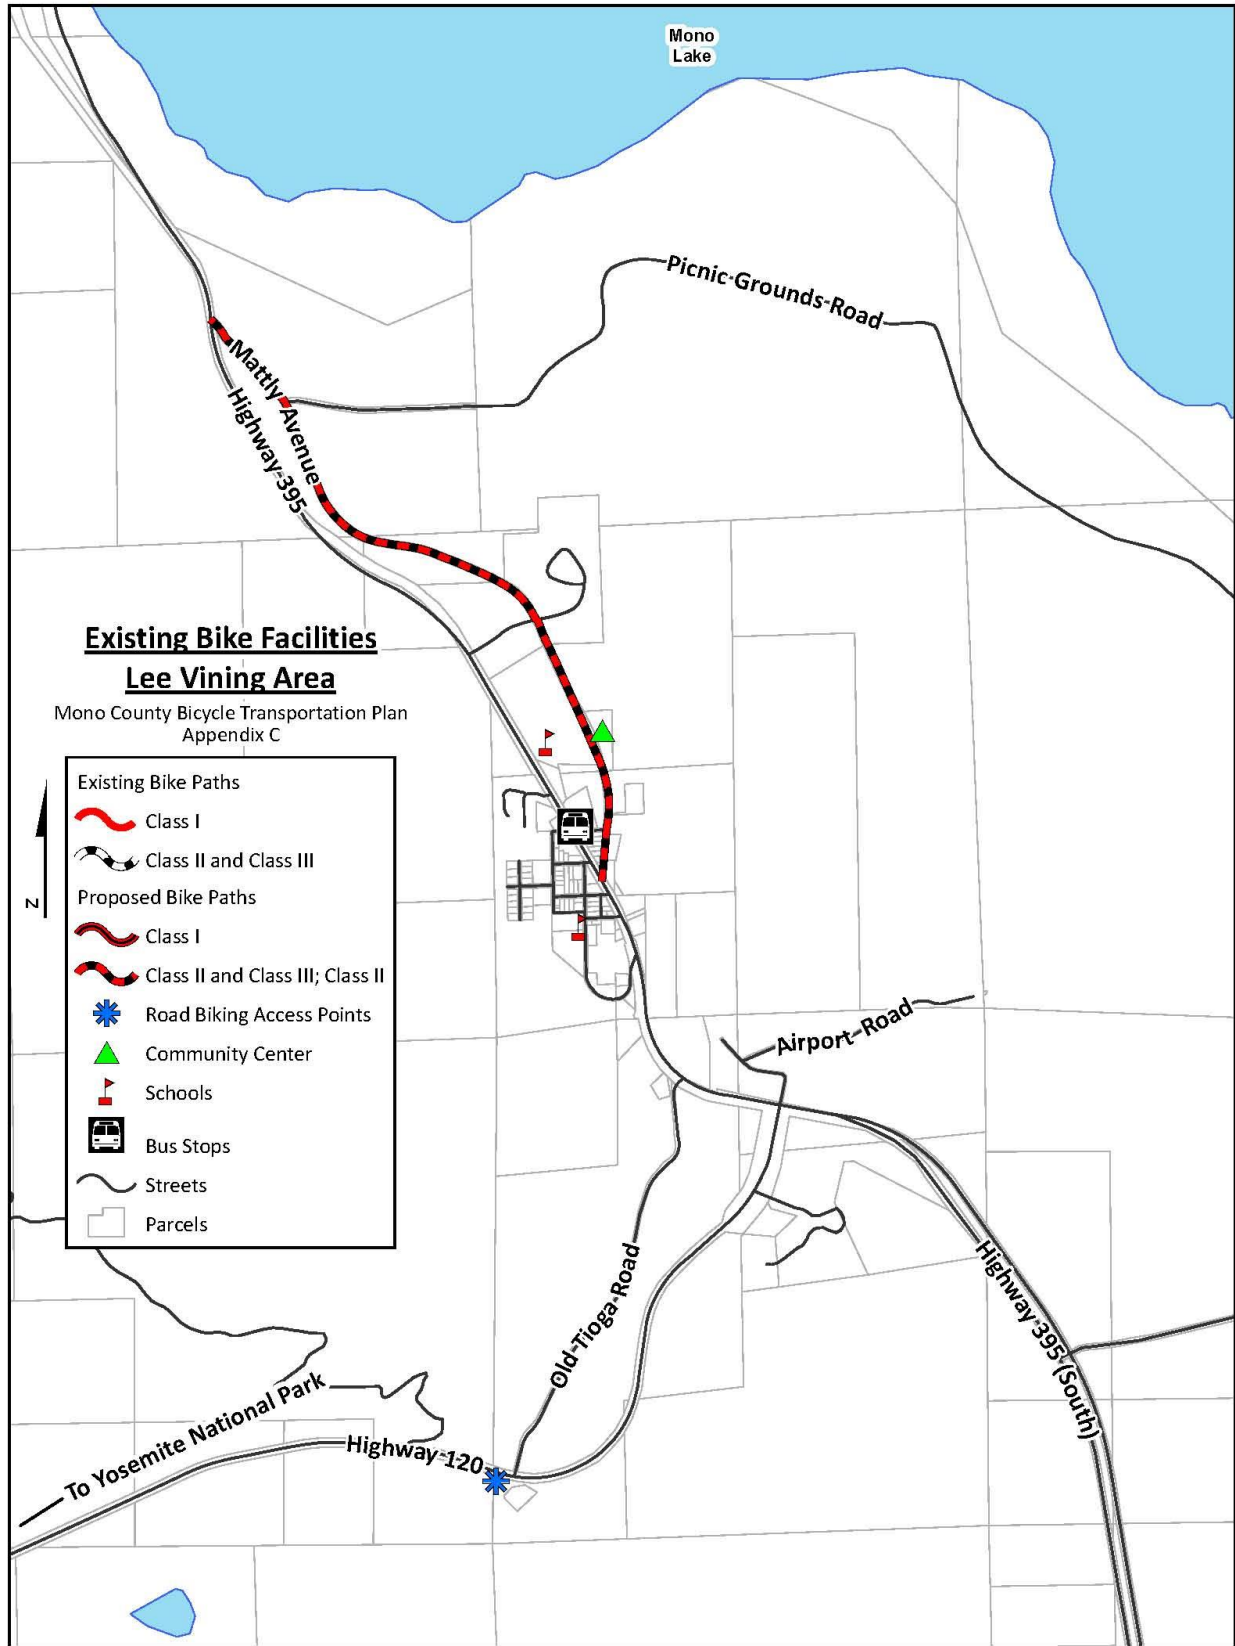 Mono
Lake
Picnic-Grounds-Road
Mattly-Avenue
Highway-395
Existing Bike Facilities
Lee Vining Area
Mono County Bicycle Transportation Plan
Appendix C
Existing Bike Paths
Class I
Class II and Class III
Proposed Bike Paths
Class I
Class II and Class III; Class II
Road Biking Access Points
Community Center
Schools
Bus Stops
Streets
Parcels
N
Airport-Road
Old-Tioga-Road
Highway 395 (South)
To Yosemite National Park
Highway-120